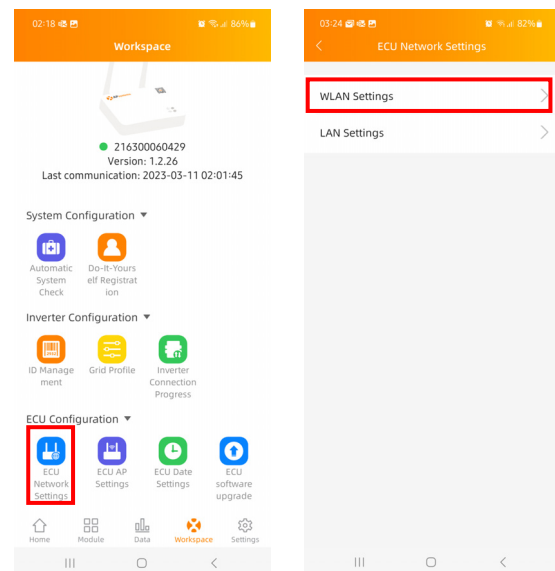 02:18
86%
Workspace
216300060429
Version: 1.2.26
Last communication: 2023-03-11 02:01:45
System Configuration ▼
Automatic
System
Check
Do-It-Yours
elf Registrat
ion
Inverter Configuration ▼
ID Manage
ment
Grid Profile
Inverter
Connection
Progress
ECU Configuration ▼
ECU
Network
Settings
ECU AP
Settings
ECU Date
Settings
ECU
software
upgrade
Home
Module
Data
Workspace
Settings
03:24
82%
ECU Network Settings
WLAN Settings
LAN Settings